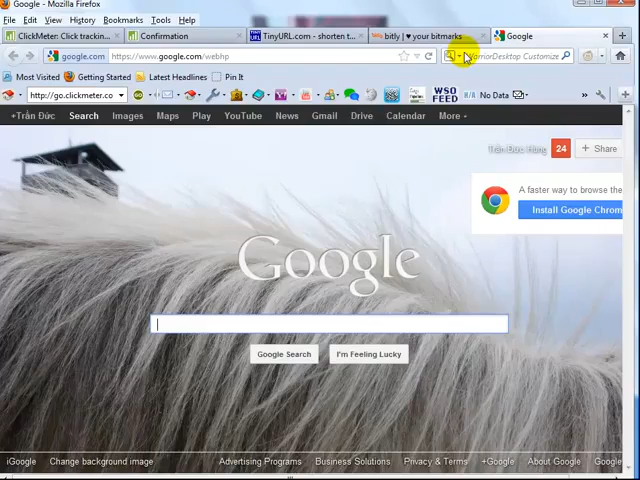 Google - Mozilla Firefox
File Edit View History Bookmarks Tools Help
ClickMeter: Click trackin... Confirmation TinyURL.com - shorten t... bitly | ♥ your bitmarks Google
google.com https://www.google.com/webhp WarriorDesktop Customize
Most Visited Getting Started Latest Headlines Pin It
http://go.clickmeter.co GO WSO FEED N/A No Data
+Trần Đức Search Images Maps Play YouTube News Gmail Drive Calendar More
Trần Đức Hùng 24 + Share
A faster way to browse the
Install Google Chrom
Google
Google Search I'm Feeling Lucky
iGoogle Change background image Advertising Programs Business Solutions Privacy & Terms +Google About Google Google